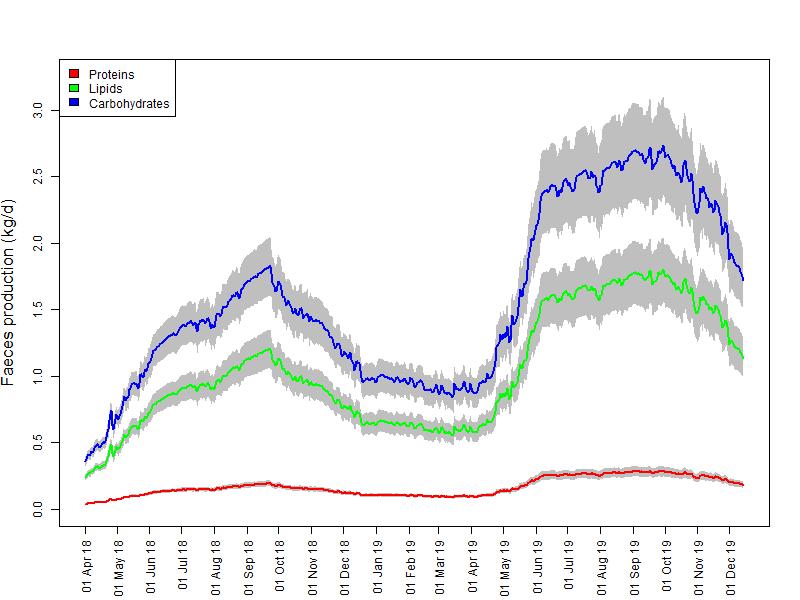 Proteins
Lipids
Carbohydrates
Faeces production (kg/d)
3.0
2.5
2.0
1.5
1.0
0.5
0.0
01 Apr 18
01 May 18
01 Jun 18
01 Jul 18
01 Aug 18
01 Sep 18
01 Oct 18
01 Nov 18
01 Dec 18
01 Jan 19
01 Feb 19
01 Mar 19
01 Apr 19
01 May 19
01 Jun 19
01 Jul 19
01 Aug 19
01 Sep 19
01 Oct 19
01 Nov 19
01 Dec 19